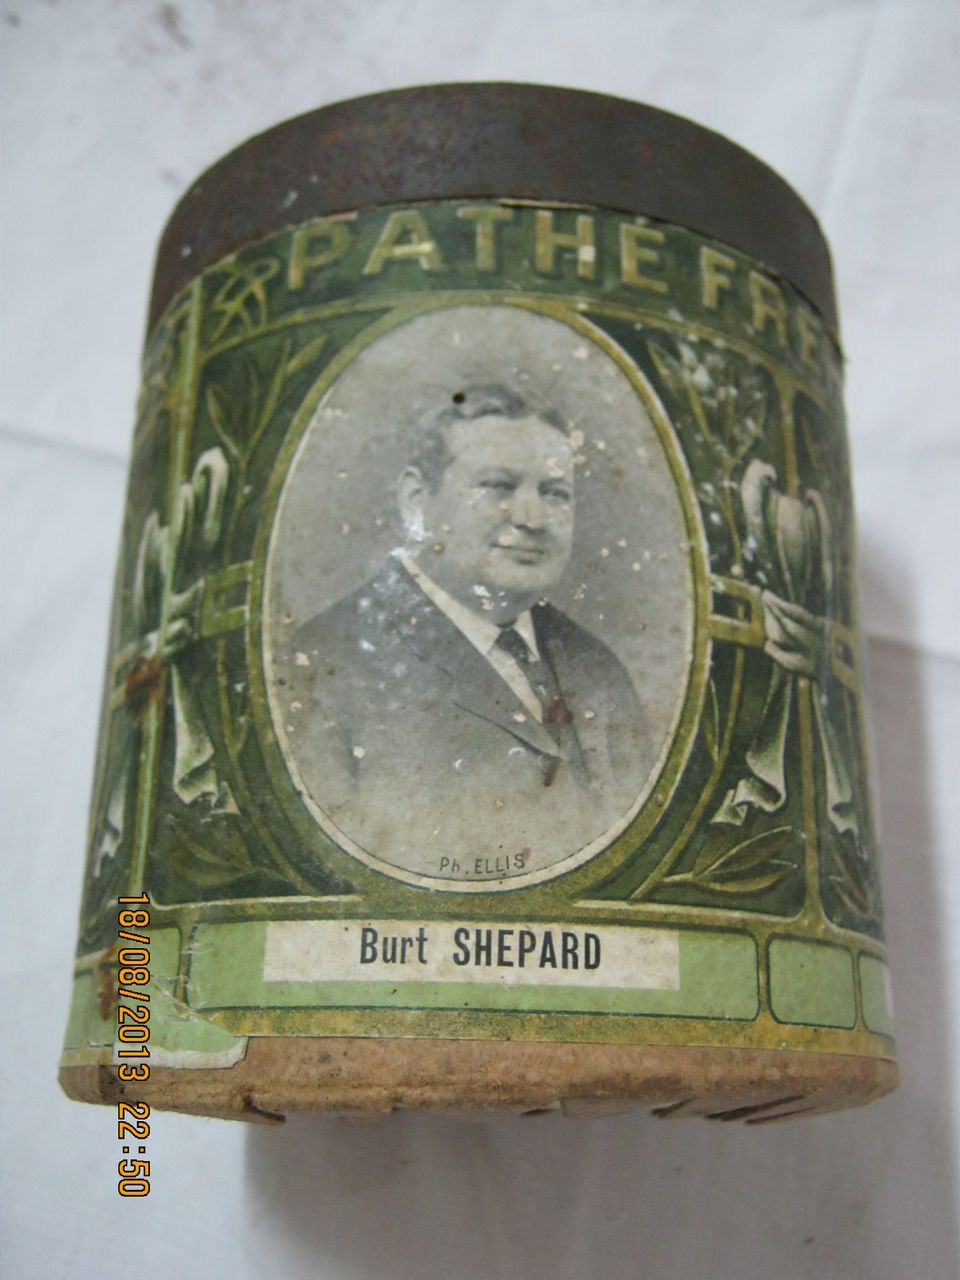 PATHÉ FRE
Ph. ELLIS
Burt SHEPARD
18/08/2013 22:50